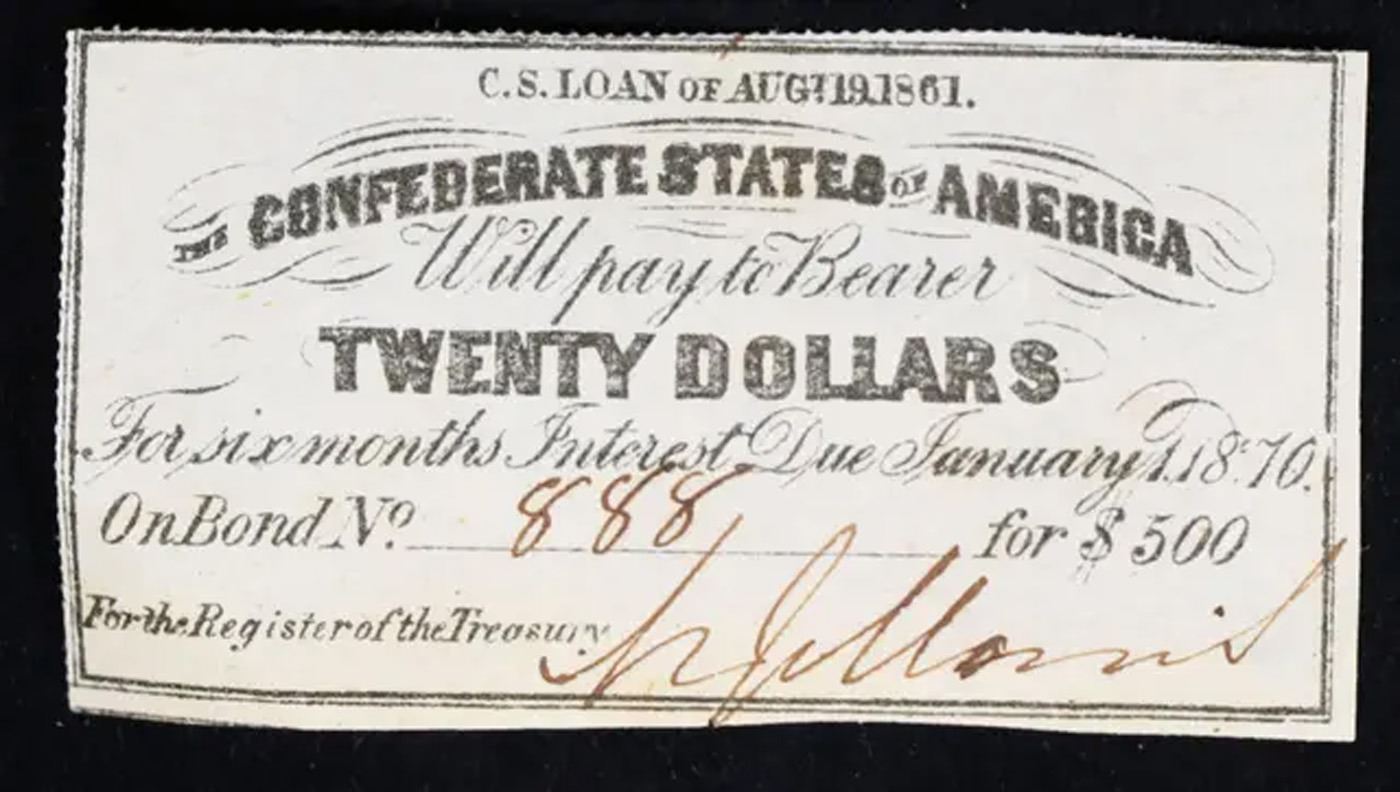 C.S. LOAN OF AUGT 19.1861.
THE CONFEDERATE STATES OF AMERICA
Will pay to Bearer
TWENTY DOLLARS
For six months Interest Due January 1. 1870.
On Bond No. 888 for $ 500
For the Register of the Treasury